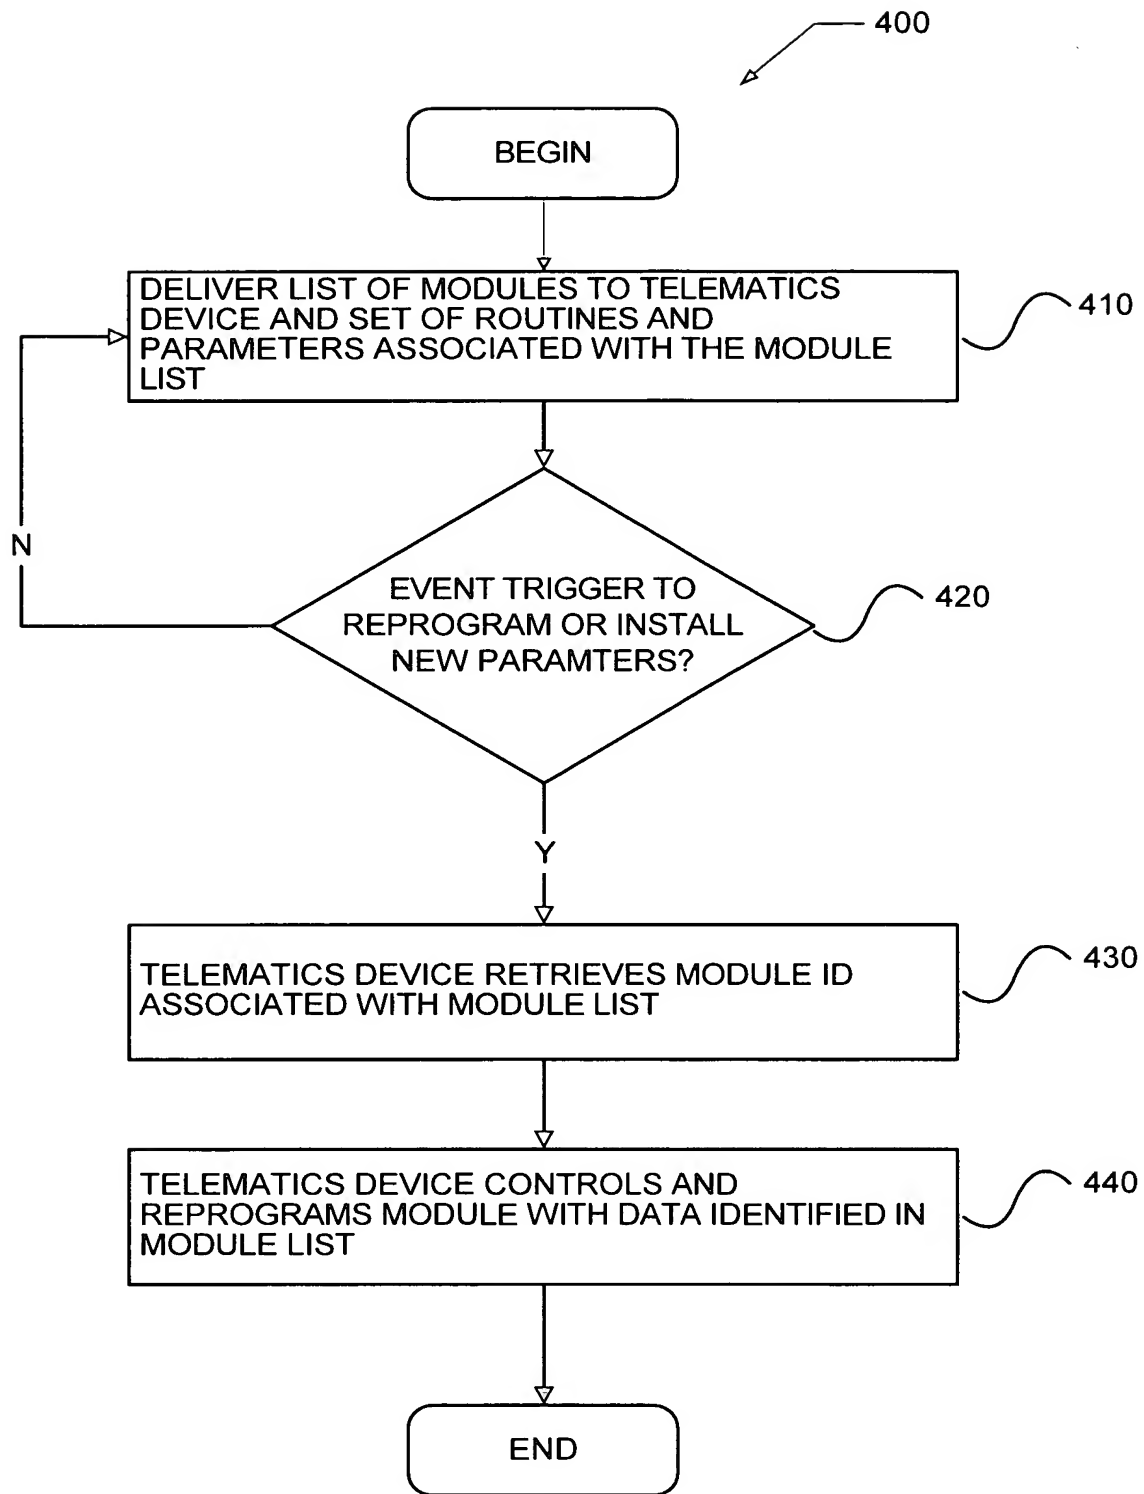 400
BEGIN
DELIVER LIST OF MODULES TO TELEMATICS
DEVICE AND SET OF ROUTINES AND
PARAMETERS ASSOCIATED WITH THE MODULE
LIST
410
N
EVENT TRIGGER TO
REPROGRAM OR INSTALL
NEW PARAMTERS?
420
Y
TELEMATICS DEVICE RETRIEVES MODULE ID
ASSOCIATED WITH MODULE LIST
430
TELEMATICS DEVICE CONTROLS AND
REPROGRAMS MODULE WITH DATA IDENTIFIED IN
MODULE LIST
440
END